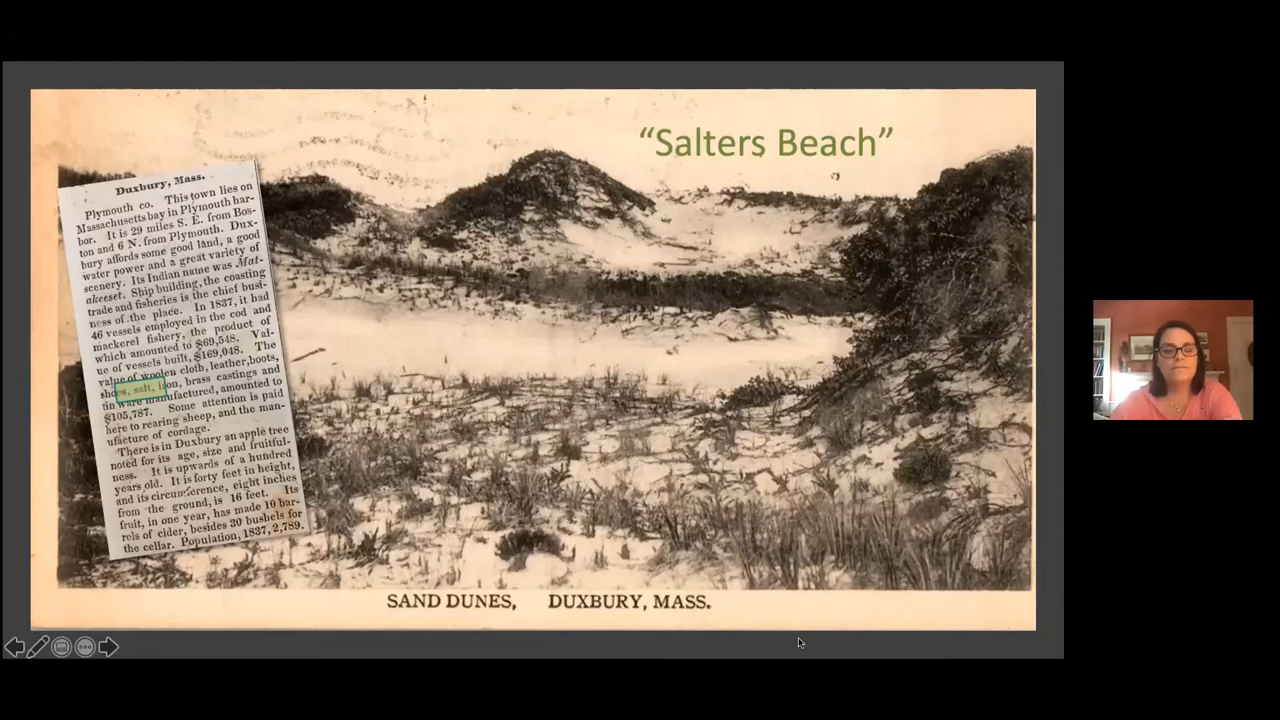 “Salters Beach”
Duxbury, Mass.
Plymouth co. This town lies on
Massachusetts bay in Plymouth har-
bor. It is 29 miles S. E. from Bos-
ton and 6 N. from Plymouth. Dux-
bury affords some good land, a good
water power and a great variety of
scenery. Its Indian name was Mat-
akeeset. Ship building, the coasting
trade and fisheries is the chief busi-
ness of the place. In 1837, it had
46 vessels employed in the cod and
mackerel fishery, the product of
which amounted to $69,548. Val-
ue of vessels built, $169,048. The
value of woolen cloth, leather, boots,
shoes, salt, iron, brass castings and
tin ware manufactured, amounted to
$105,787. Some attention is paid
here to rearing sheep, and the man-
ufacture of cordage.
There is in Duxbury an apple tree
noted for its age, size and fruitful-
ness. It is upwards of a hundred
years old. It is forty feet in height,
and its circumference, eight inches
from the ground, is 16 feet. Its
fruit, in one year, has made 10 bar-
rels of cider, besides 30 bushels for
the cellar. Population, 1837, 2,789.
SAND DUNES, DUXBURY, MASS.